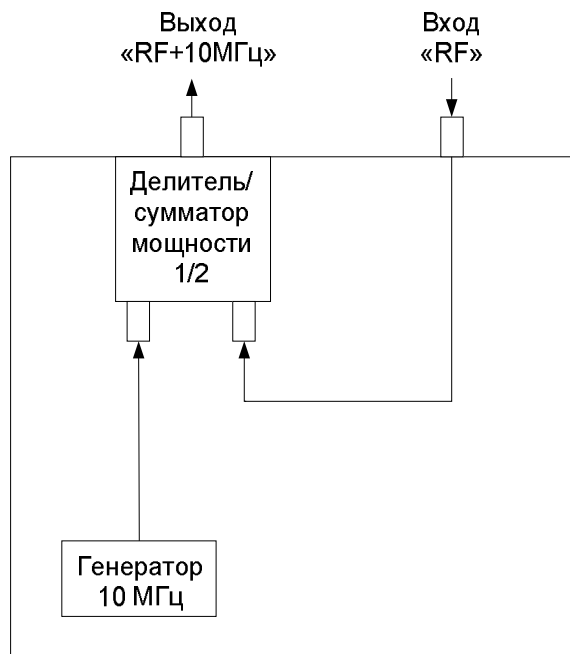 Выход
«RF+10МГц»
Вход
«RF»
Делитель/
сумматор
мощности
1/2
Генератор
10 МГц